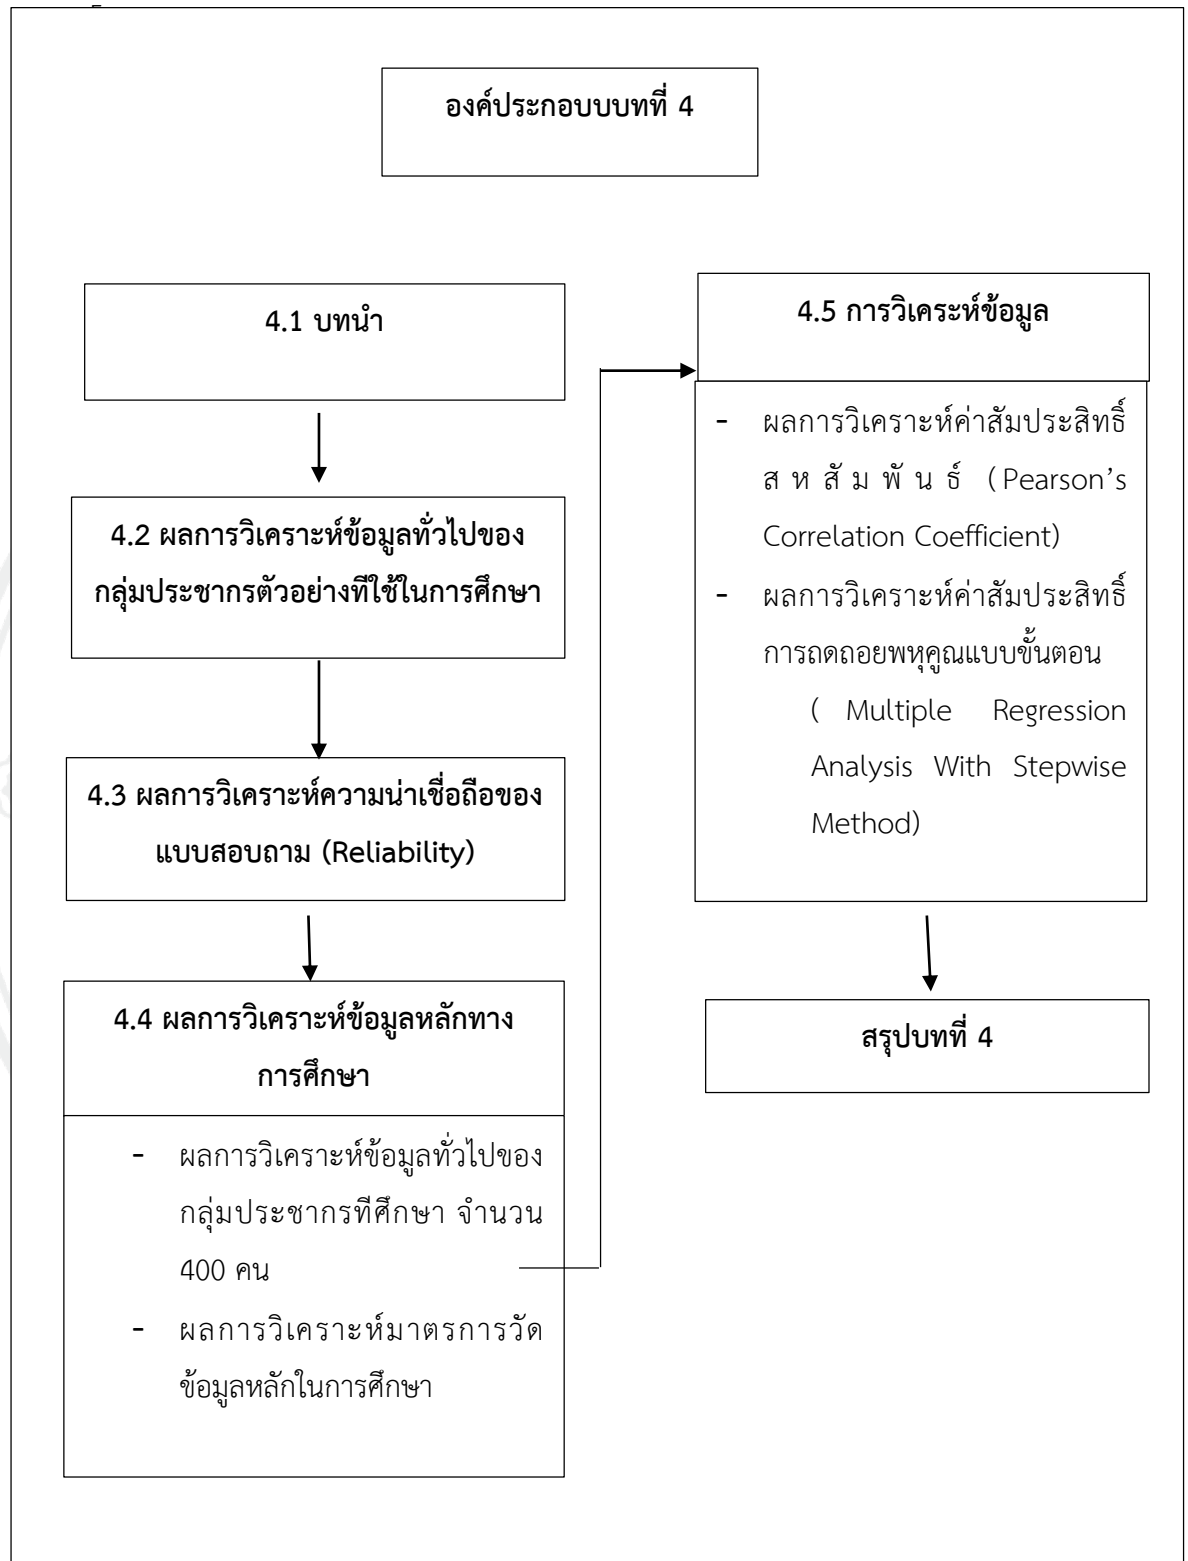 องค์ประกอบบบทที่ 4
4.1 บทนำ
4.2 ผลการวิเคราะห์ข้อมูลทั่วไปของ
กลุ่มประชากรตัวอย่างทีใช้ในการศึกษา
4.3 ผลการวิเคราะห์ความน่าเชื่อถือของ
แบบสอบถาม (Reliability)
4.4 ผลการวิเคราะห์ข้อมูลหลักทาง
การศึกษา
- ผลการวิเคราะห์ข้อมูลทั่วไปของ
กลุ่มประชากรทีศึกษา จำนวน
400 คน
- ผลการวิเคราะห์มาตรการวัด
ข้อมูลหลักในการศึกษา
4.5 การวิเคระห์ข้อมูล
- ผลการวิเคราะห์ค่าสัมประสิทธิ์
สหสัมพันธ์ (Pearson’s
Correlation Coefficient)
- ผลการวิเคราะห์ค่าสัมประสิทธิ์
การถดถอยพหุคูณแบบขั้นตอน
( Multiple Regression
Analysis With Stepwise
Method)
สรุปบทที่ 4